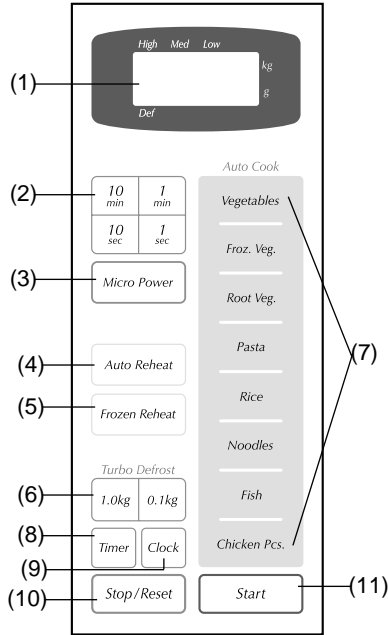 High Med Low
kg
(1)
g
Def
Auto Cook
(2)
10 min 1 min
10 sec 1 sec
Vegetables
(3)
Micro Power
Froz. Veg.
Root Veg.
(4)
Auto Reheat
Pasta
(7)
(5)
Frozen Reheat
Rice
Noodles
Turbo Defrost
(6)
1.0kg 0.1kg
Fish
(8)
Timer Clock
Chicken Pcs.
(9)
(10)
Stop/Reset
Start
(11)